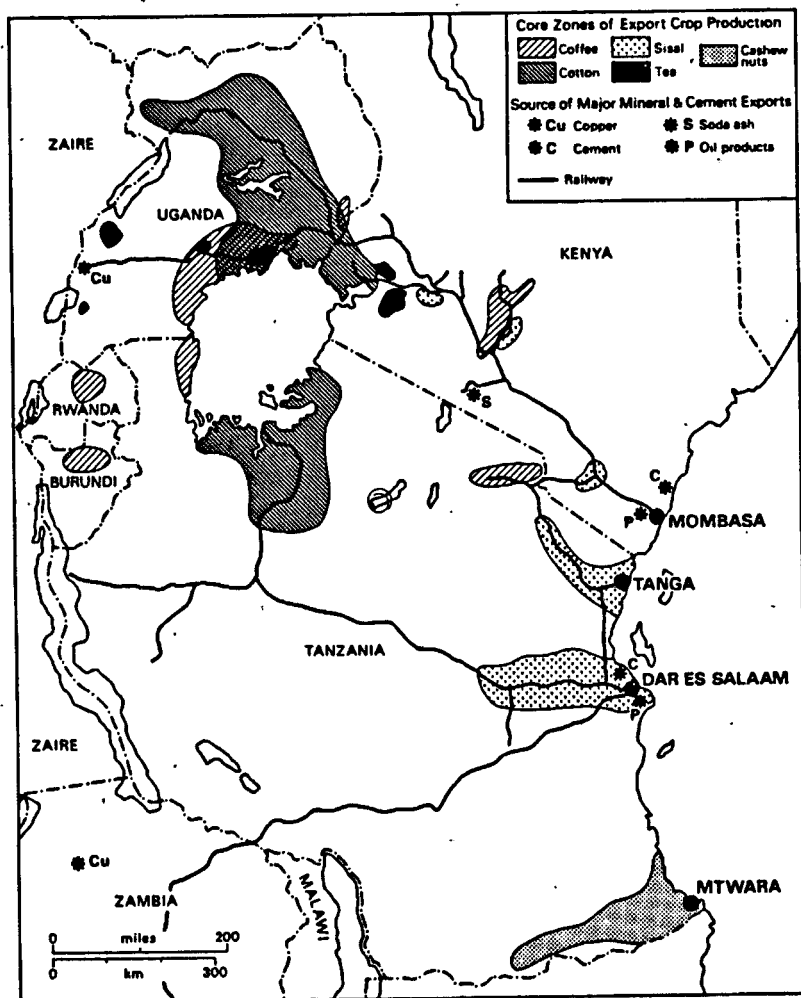 Core Zones of Export Crop Production
Coffee
Sisal
Cashew
nuts
Cotton
Tea
Source of Major Mineral & Cement Exports
Cu Copper
S Soda ash
C Cement
P Oil products
Railway
ZAIRE
UGANDA
KENYA
Cu
RWANDA
S
BURUNDI
C
P
MOMBASA
TANGA
TANZANIA
C
DAR ES SALAAM
P
ZAIRE
Cu
ZAMBIA
MALAWI
MTWARA
0 miles 200
0 km 300